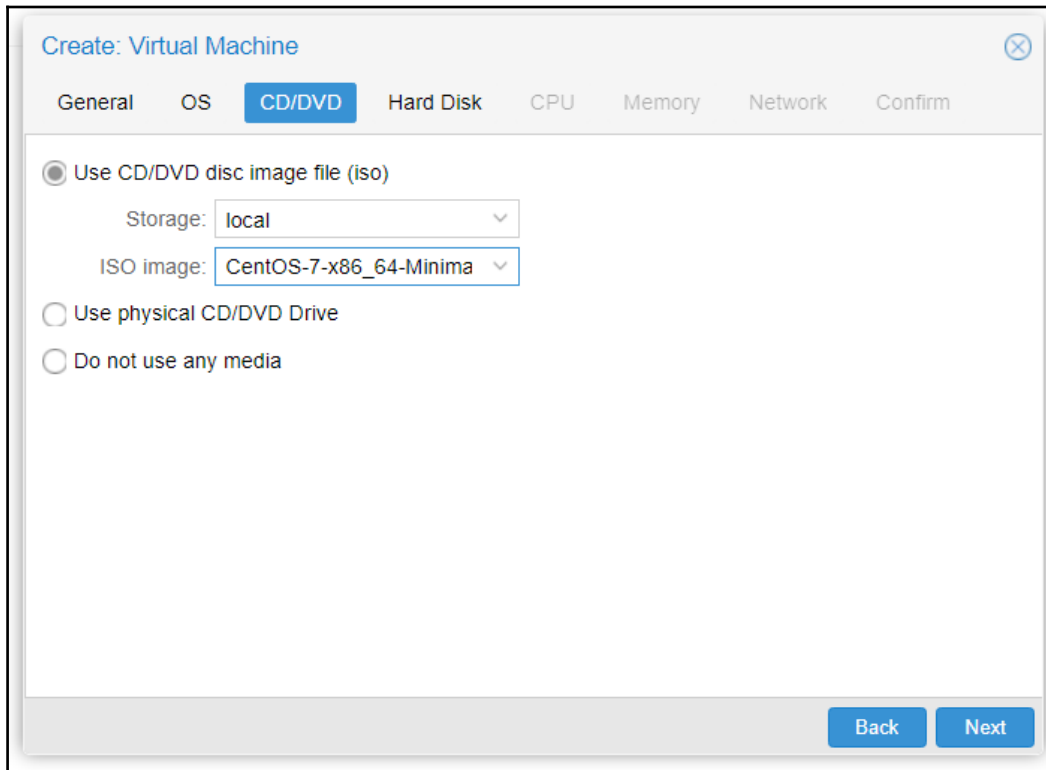 Create: Virtual Machine
General OS CD/DVD Hard Disk CPU Memory Network Confirm
Use CD/DVD disc image file (iso)
Storage: local
ISO image: CentOS-7-x86_64-Minima
Use physical CD/DVD Drive
Do not use any media
Back Next